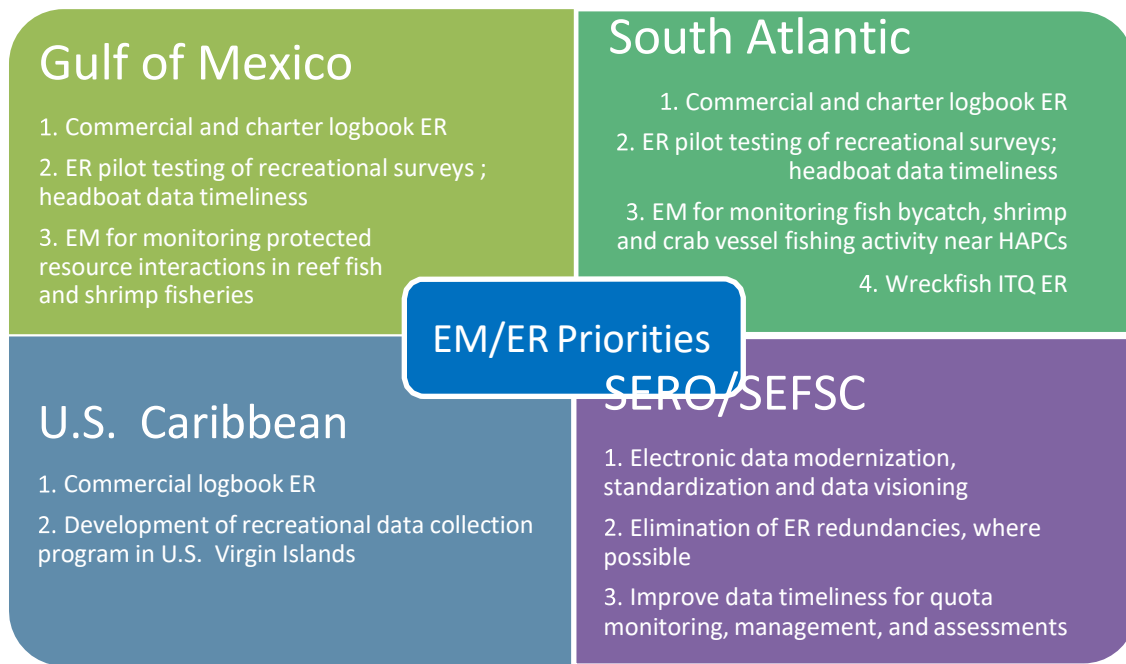 Gulf of Mexico
1. Commercial and charter logbook ER
2. ER pilot testing of recreational surveys ;
headboat data timeliness
3. EM for monitoring protected
resource interactions in reef fish
and shrimp fisheries
South Atlantic
1. Commercial and charter logbook ER
2. ER pilot testing of recreational surveys;
headboat data timeliness
3. EM for monitoring fish bycatch, shrimp
and crab vessel fishing activity near HAPCs
4. Wreckfish ITQ ER
EM/ER Priorities
U.S. Caribbean
1. Commercial logbook ER
2. Development of recreational data collection
program in U.S. Virgin Islands
SERO/SEFSC
1. Electronic data modernization,
standardization and data visioning
2. Elimination of ER redundancies, where
possible
3. Improve data timeliness for quota
monitoring, management, and assessments